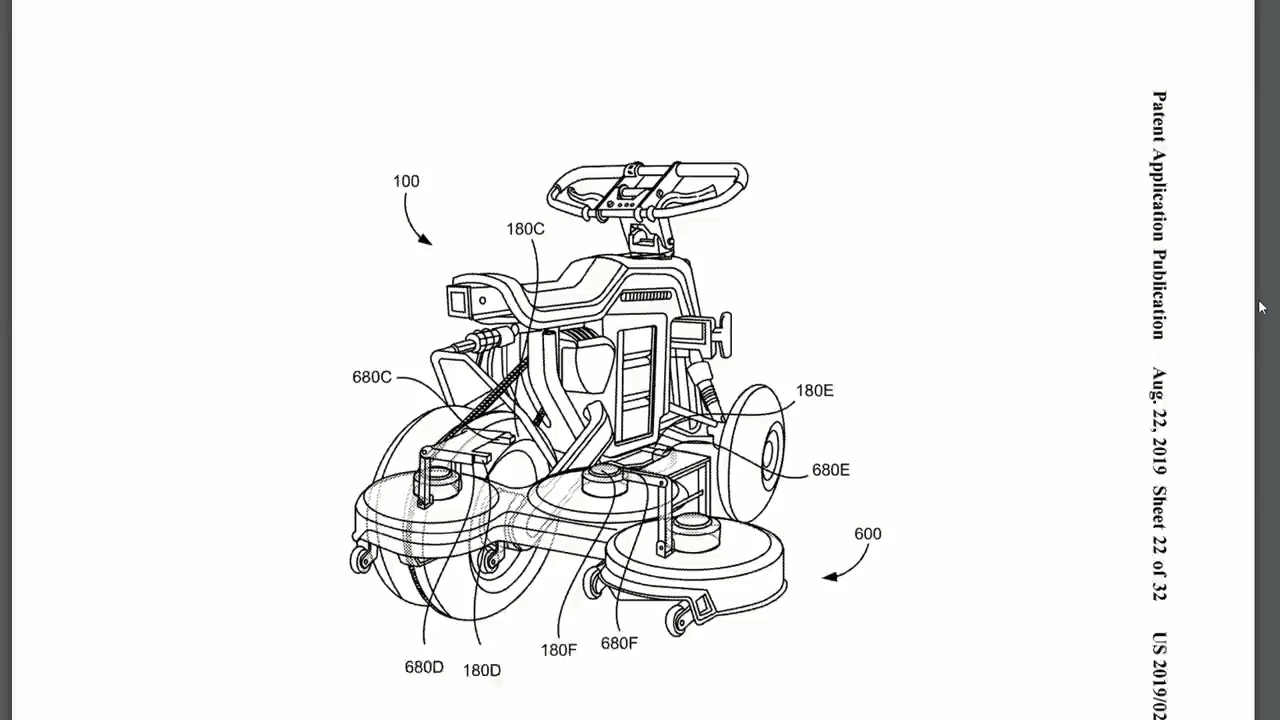 Patent Application Publication Aug. 22, 2019 Sheet 22 of 32 US 2019/02
100
180C
680C
180E
680E
600
180F
680F
680D
180D